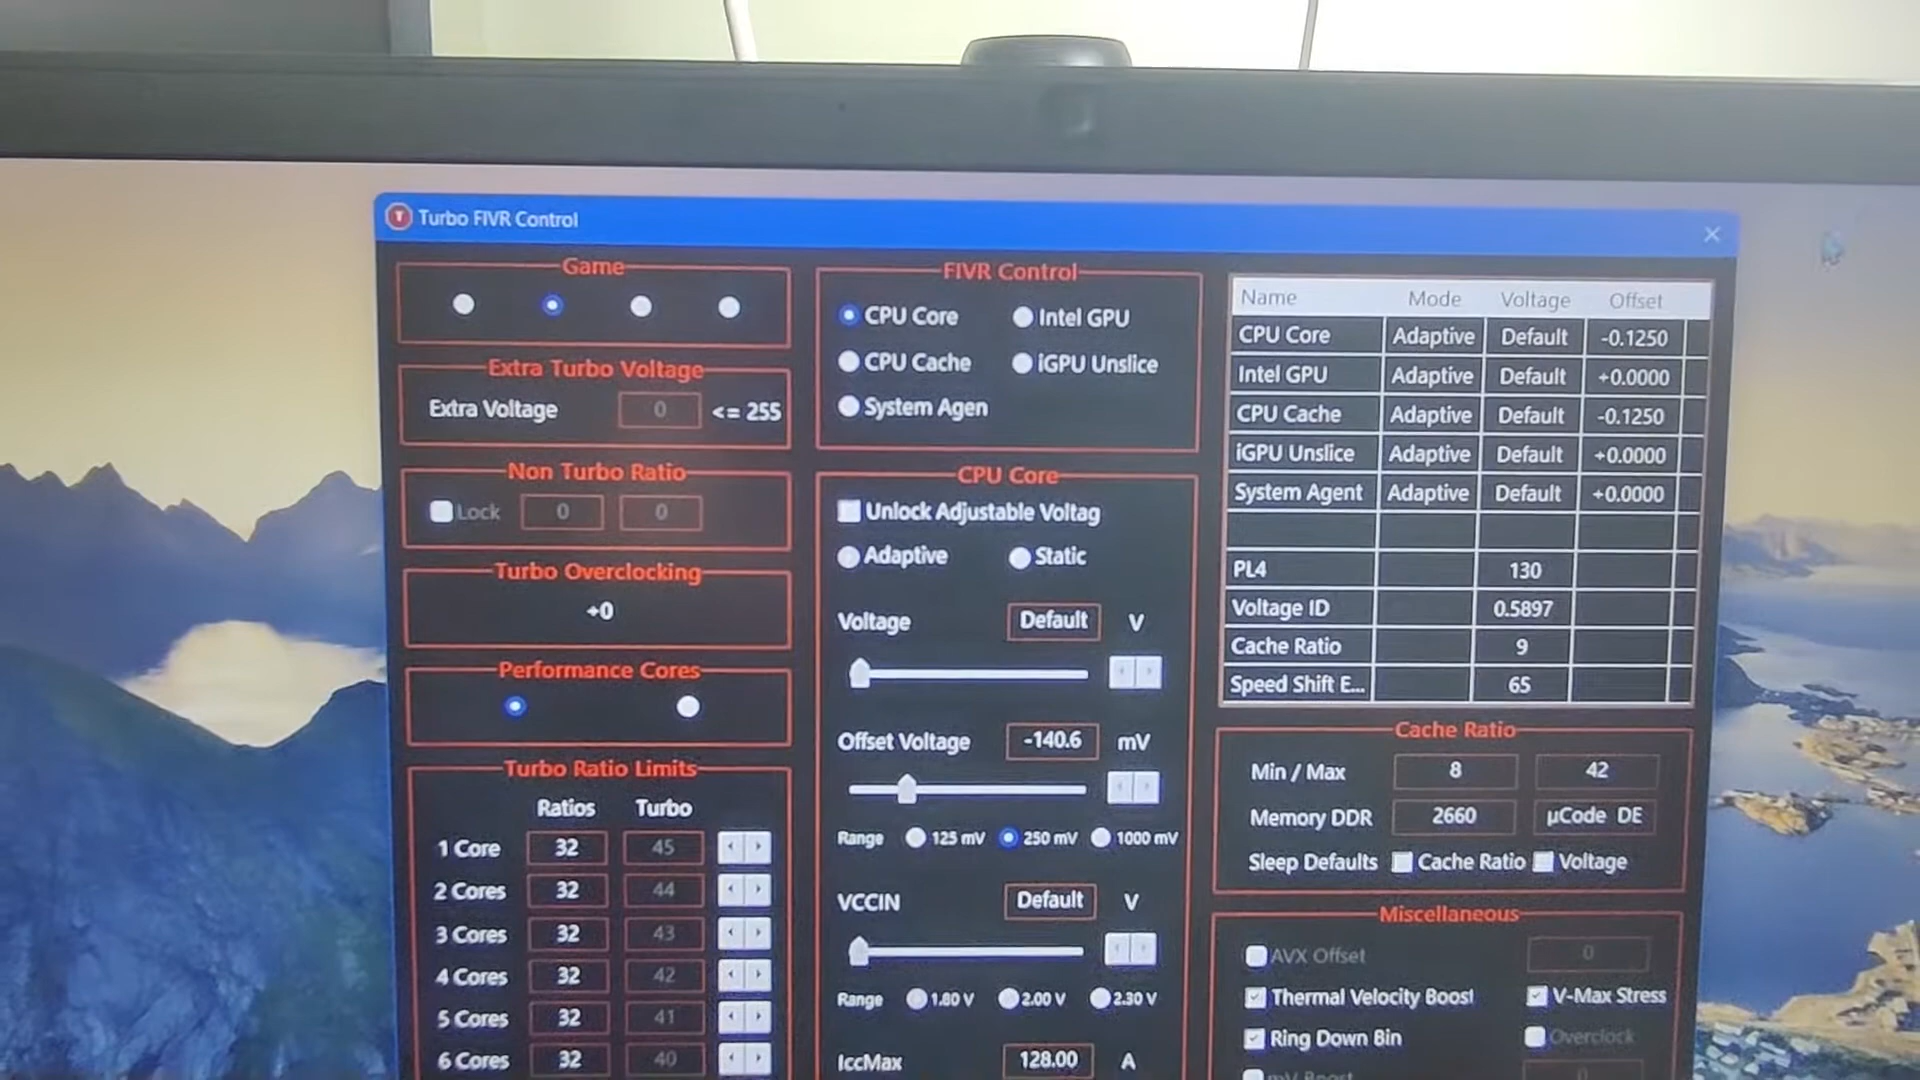 Turbo FIVR Control
Game
Extra Turbo Voltage
Extra Voltage 0 <= 255
Non Turbo Ratio
Lock 0 0
Turbo Overclocking
+0
Performance Cores
Turbo Ratio Limits
Ratios Turbo
1 Core 32 45
2 Cores 32 44
3 Cores 32 43
4 Cores 32 42
5 Cores 32 41
6 Cores 32 40
FIVR Control
CPU Core Intel GPU
CPU Cache iGPU Unslice
System Agen
CPU Core
Unlock Adjustable Voltag
Adaptive Static
Voltage Default V
Offset Voltage -140.6 mV
Range 125 mV 250 mV 1000 mV
VCCIN Default V
Range 1.80 V 2.00 V 2.30 V
IccMax 128.00 A
Name Mode Voltage Offset
CPU Core Adaptive Default -0.1250
Intel GPU Adaptive Default +0.0000
CPU Cache Adaptive Default -0.1250
iGPU Unslice Adaptive Default +0.0000
System Agent Adaptive Default +0.0000
PL4 130
Voltage ID 0.5897
Cache Ratio 9
Speed Shift E... 65
Cache Ratio
Min / Max 8 42
Memory DDR 2660 µCode DE
Sleep Defaults Cache Ratio Voltage
Miscellaneous
AVX Offset 0
Thermal Velocity Boost V-Max Stress
Ring Down Bin Overclock